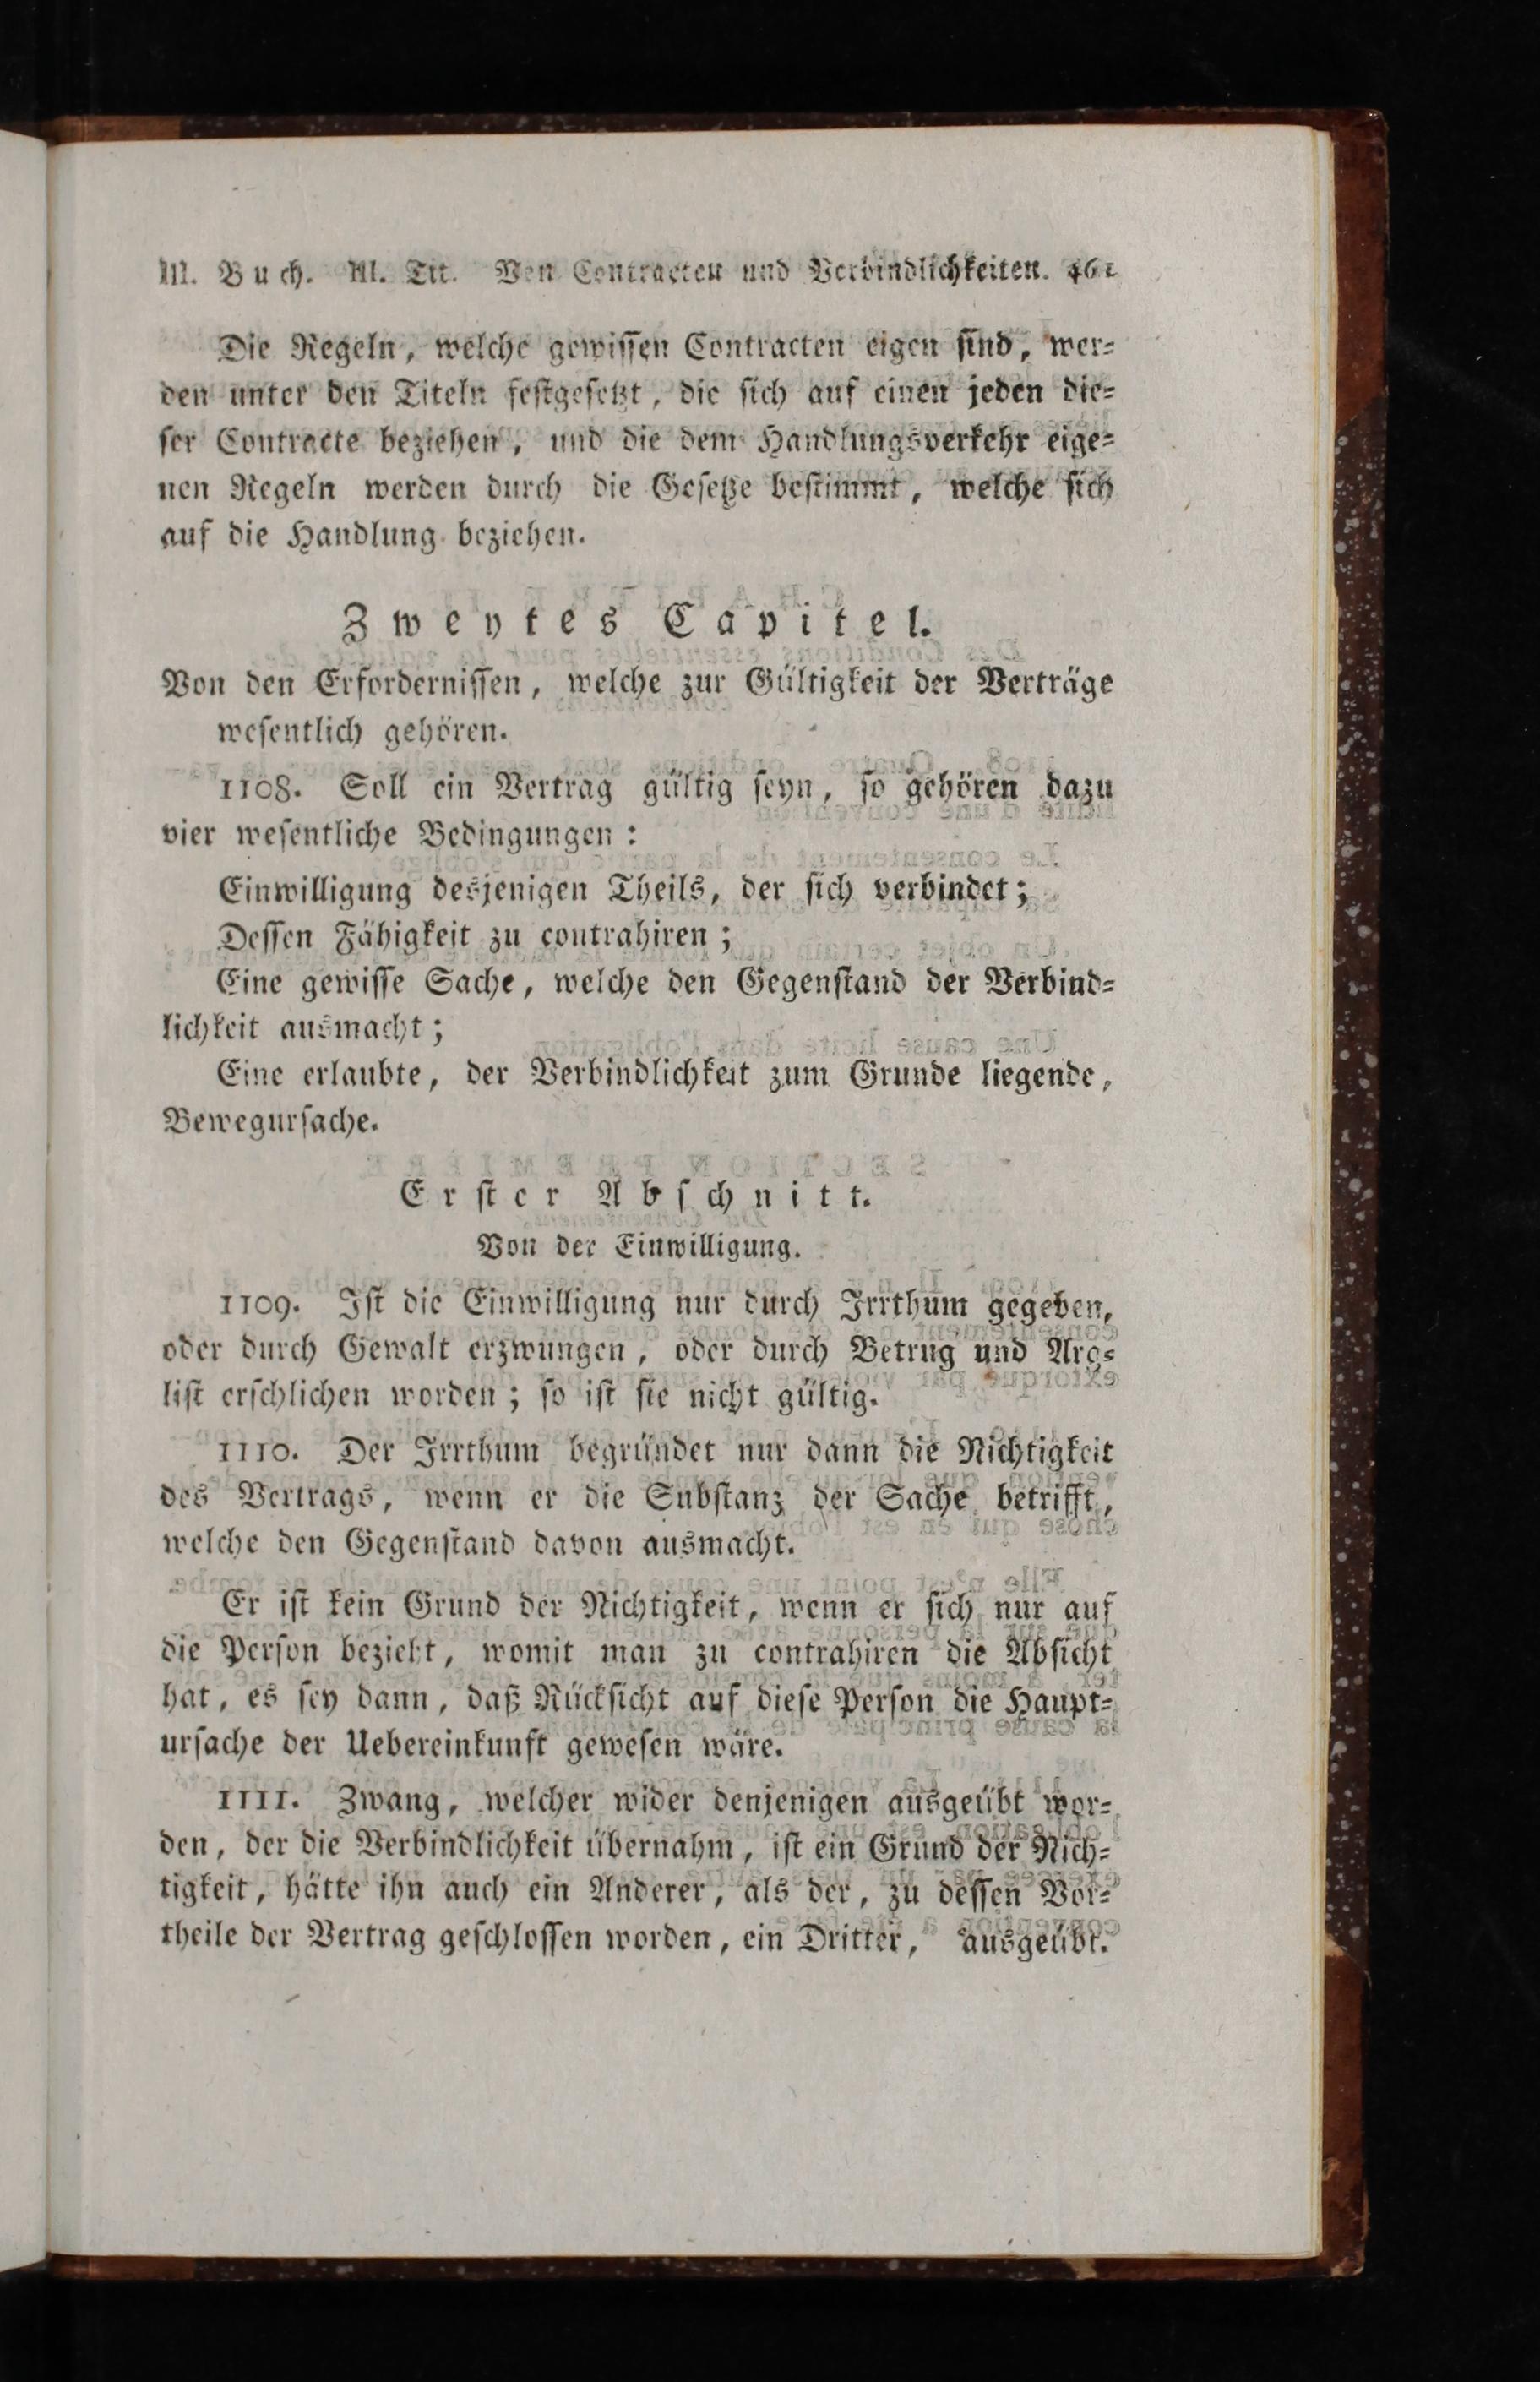 III. Buch. III. Tit. Von Contracten und Verbindlichkeiten. 461
Die Regeln, welche gewissen Contracten eigen sind, wer-
den unter den Titeln festgesetzt, die sich auf einen jeden die-
ser Contracte beziehen, und die dem Handlungsverkehr eige-
nen Regeln werden durch die Gesetze bestimmt, welche sich
auf die Handlung beziehen.
Zweytes Capitel.
Von den Erfordernissen, welche zur Gültigkeit der Verträge
wesentlich gehören.
1108. Soll ein Vertrag gültig seyn, so gehören dazu
vier wesentliche Bedingungen:
Einwilligung desjenigen Theils, der sich verbindet;
Dessen Fähigkeit zu contrahiren;
Eine gewisse Sache, welche den Gegenstand der Verbind-
lichkeit ausmacht;
Eine erlaubte, der Verbindlichkeit zum Grunde liegende,
Bewegursache.
Erster Abschnitt.
Von der Einwilligung.
1109. Ist die Einwilligung nur durch Irrthum gegeben,
oder durch Gewalt erzwungen, oder durch Betrug und Arg-
list erschlichen worden; so ist sie nicht gültig.
1110. Der Irrthum begründet nur dann die Nichtigkeit
des Vertrags, wenn er die Substanz der Sache betrifft,
welche den Gegenstand davon ausmacht.
Er ist kein Grund der Nichtigkeit, wenn er sich nur auf
die Person bezieht, womit man zu contrahiren die Absicht
hat, es sey dann, daß Rücksicht auf diese Person die Haupt-
ursache der Uebereinkunft gewesen wäre.
1111. Zwang, welcher wider denjenigen ausgeübt wor-
den, der die Verbindlichkeit übernahm, ist ein Grund der Nich-
tigkeit, hätte ihn auch ein Anderer, als der, zu dessen Vor-
theile der Vertrag geschlossen worden, ein Dritter, ausgeübt.